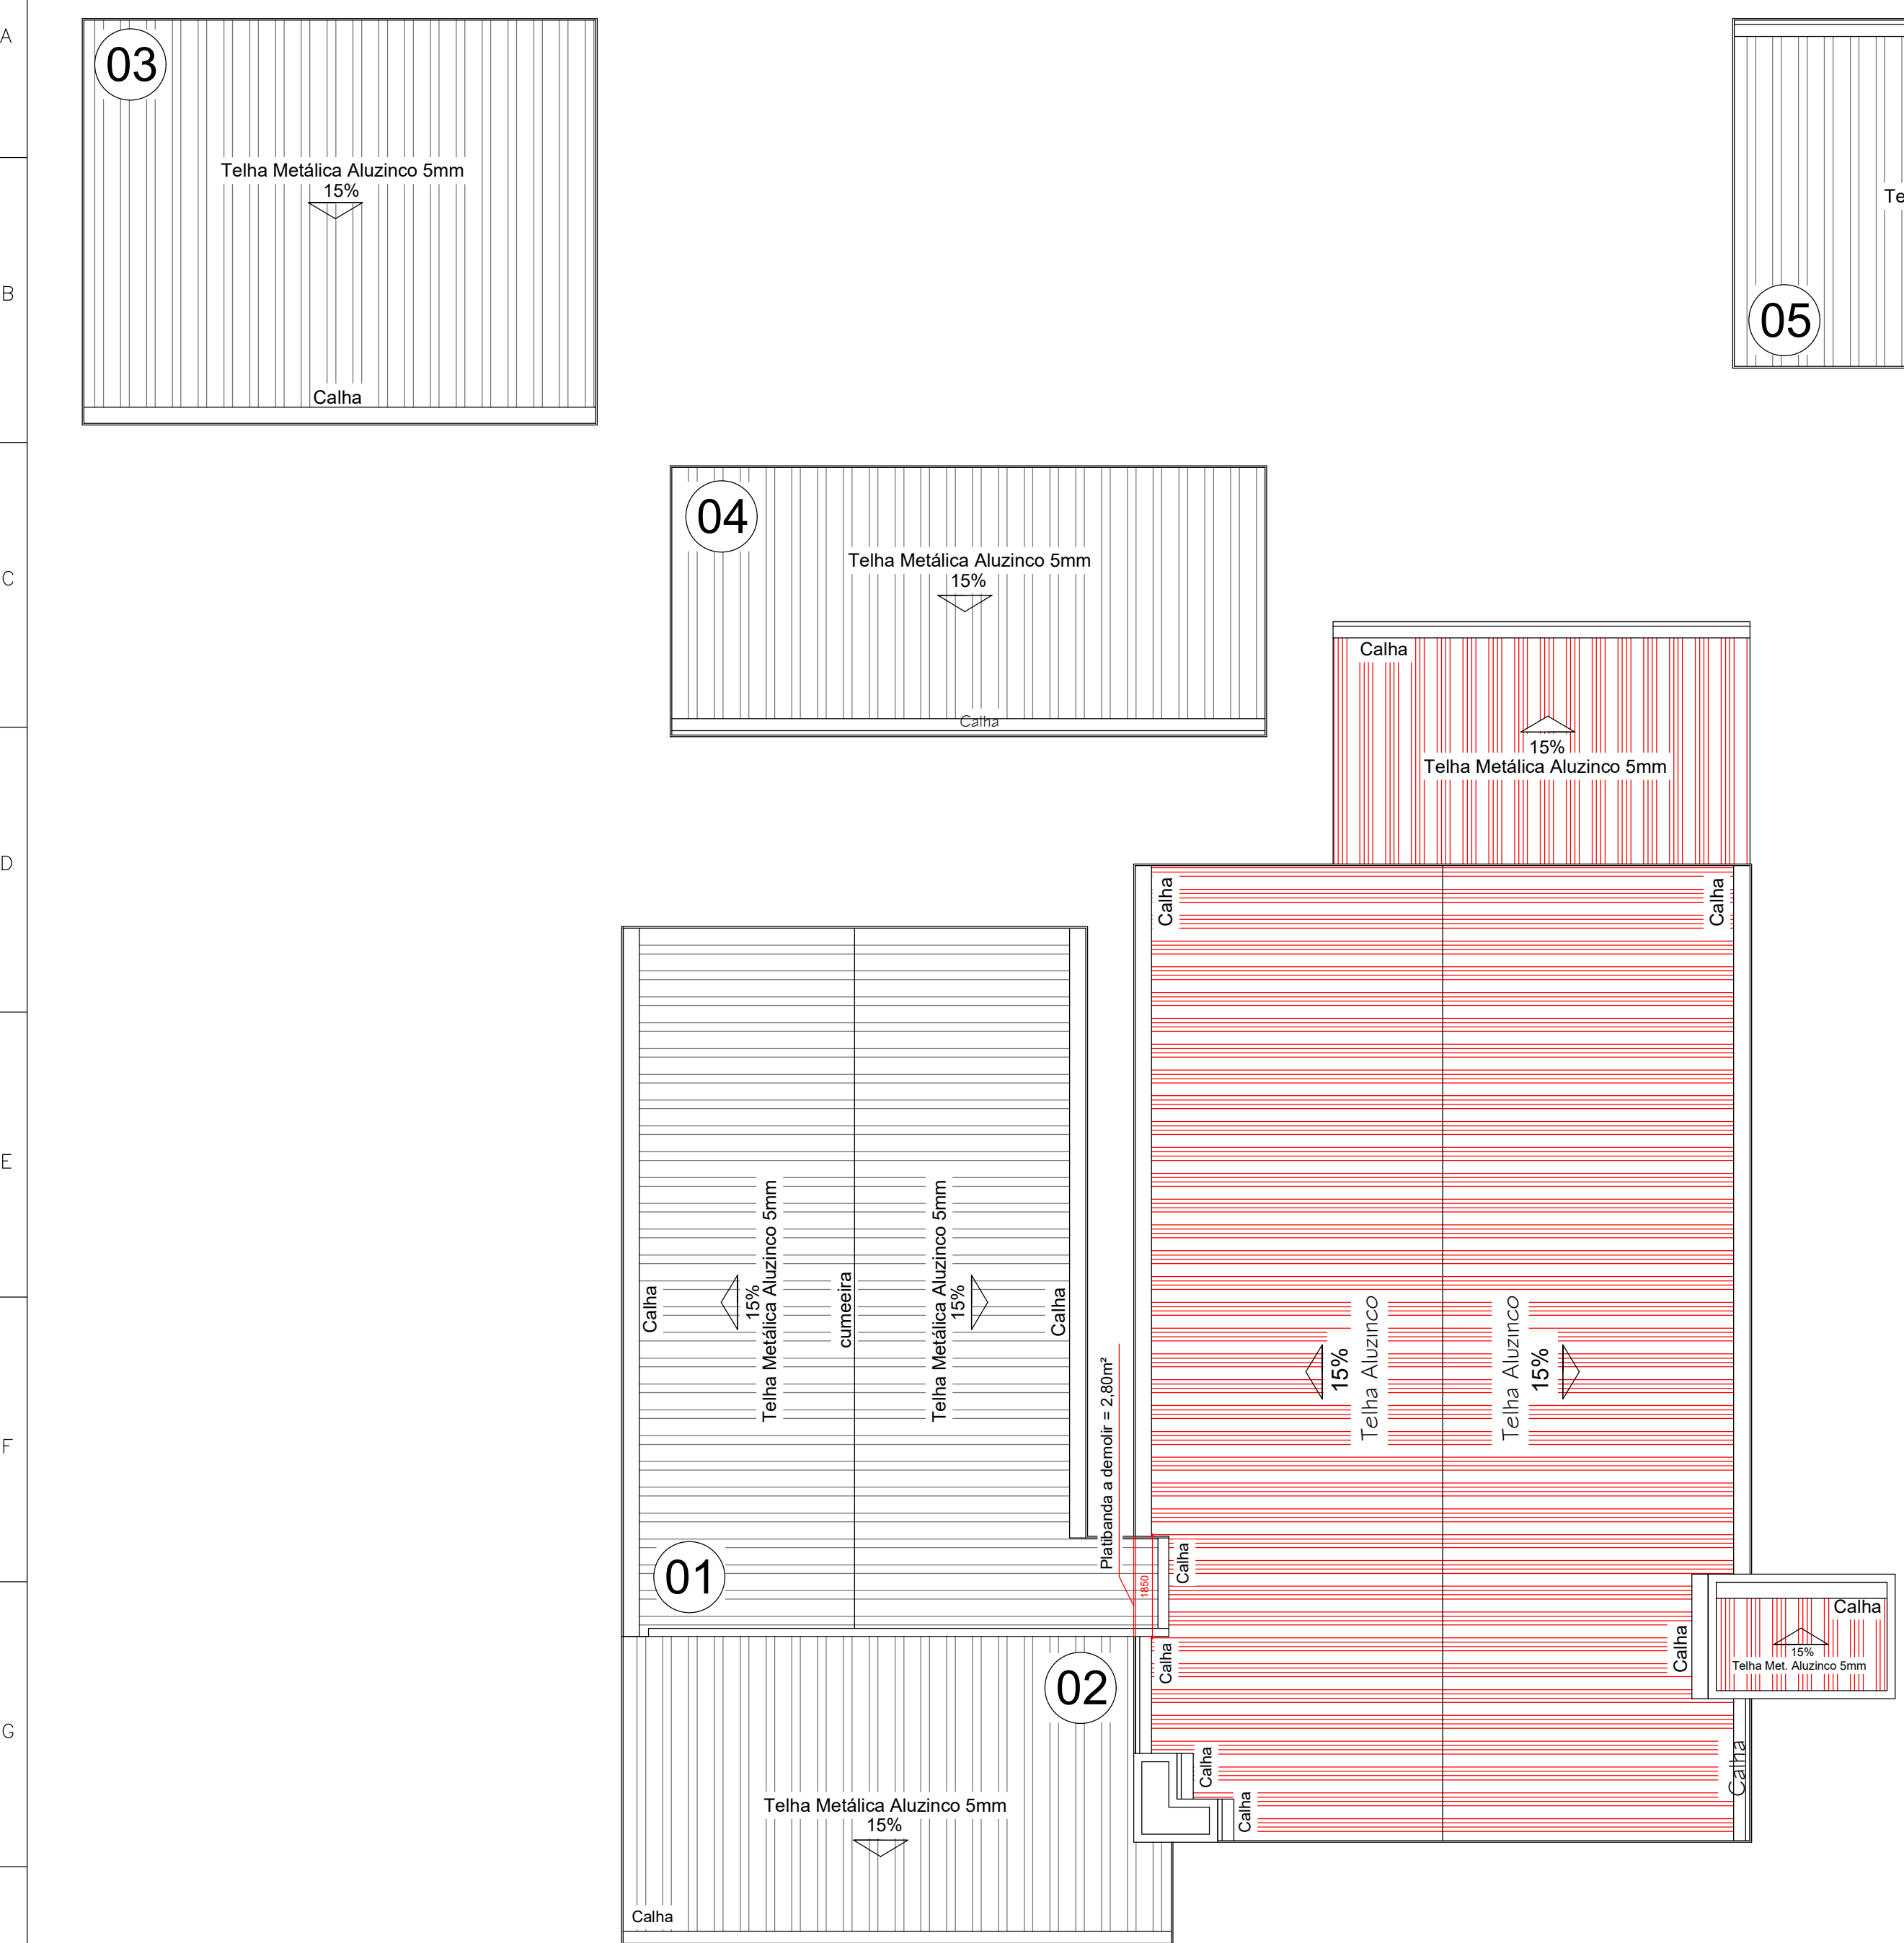 A
03
Telha Metálica Aluzinco 5mm
15%
Calha
B
05
04
Telha Metálica Aluzinco 5mm
15%
Calha
C
Calha
15%
Telha Metálica Aluzinco 5mm
D
Calha
Calha
E
Calha
15%
Telha Metálica Aluzinco 5mm
cumeeira
Telha Metálica Aluzinco 5mm
15%
Calha
Platibanda a demolir = 2,80m²
15%
Telha Aluzinco
Telha Aluzinco
15%
F
01
1850
Calha
Calha
Calha
Calha
15%
Telha Met. Aluzinco 5mm
02
G
Calha
Calha
Calha
Telha Metálica Aluzinco 5mm
15%
Calha